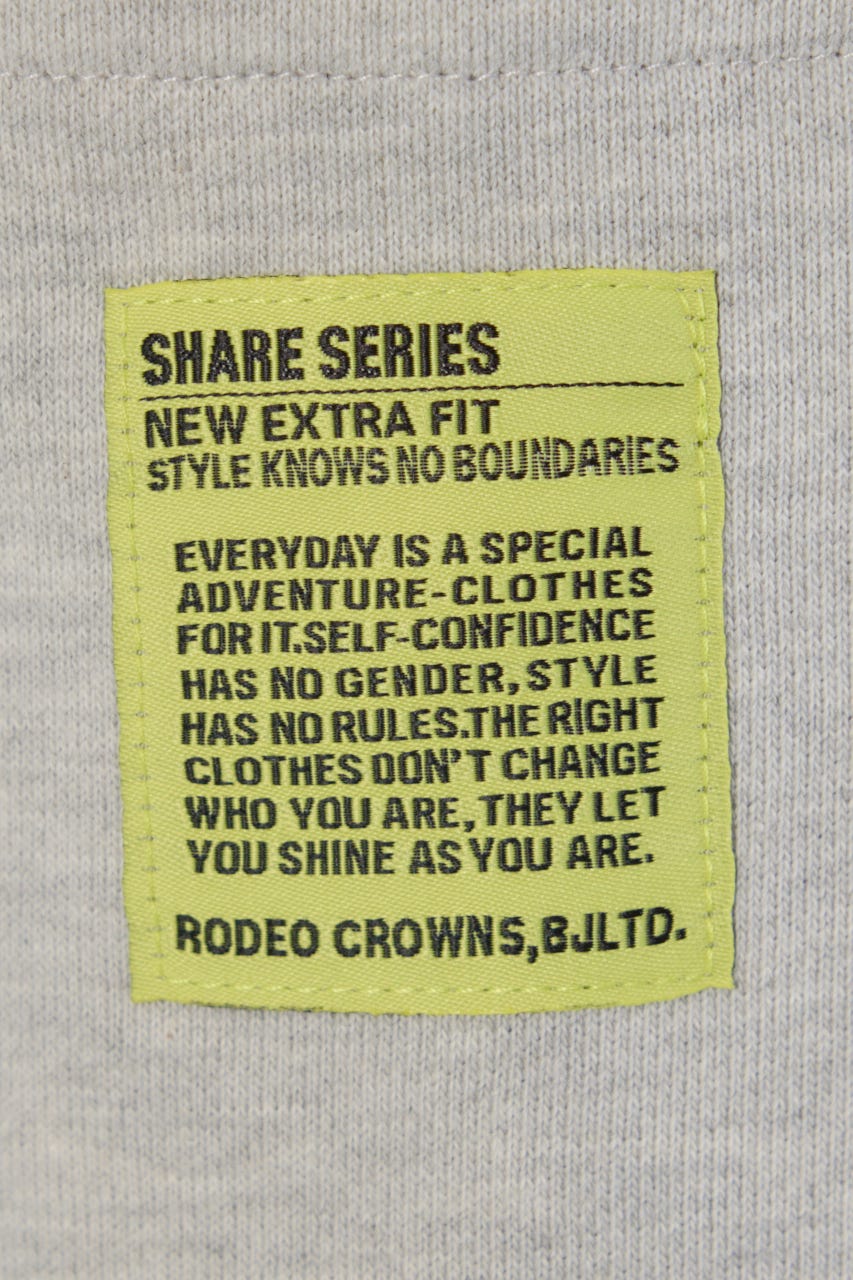 SHARE SERIES
NEW EXTRA FIT
STYLE KNOWS NO BOUNDARIES
EVERYDAY IS A SPECIAL
ADVENTURE-CLOTHES
FOR IT.SELF-CONFIDENCE
HAS NO GENDER, STYLE
HAS NO RULES.THE RIGHT
CLOTHES DON'T CHANGE
WHO YOU ARE, THEY LET
YOU SHINE AS YOU ARE.
RODEO CROWNS,BJLTD.